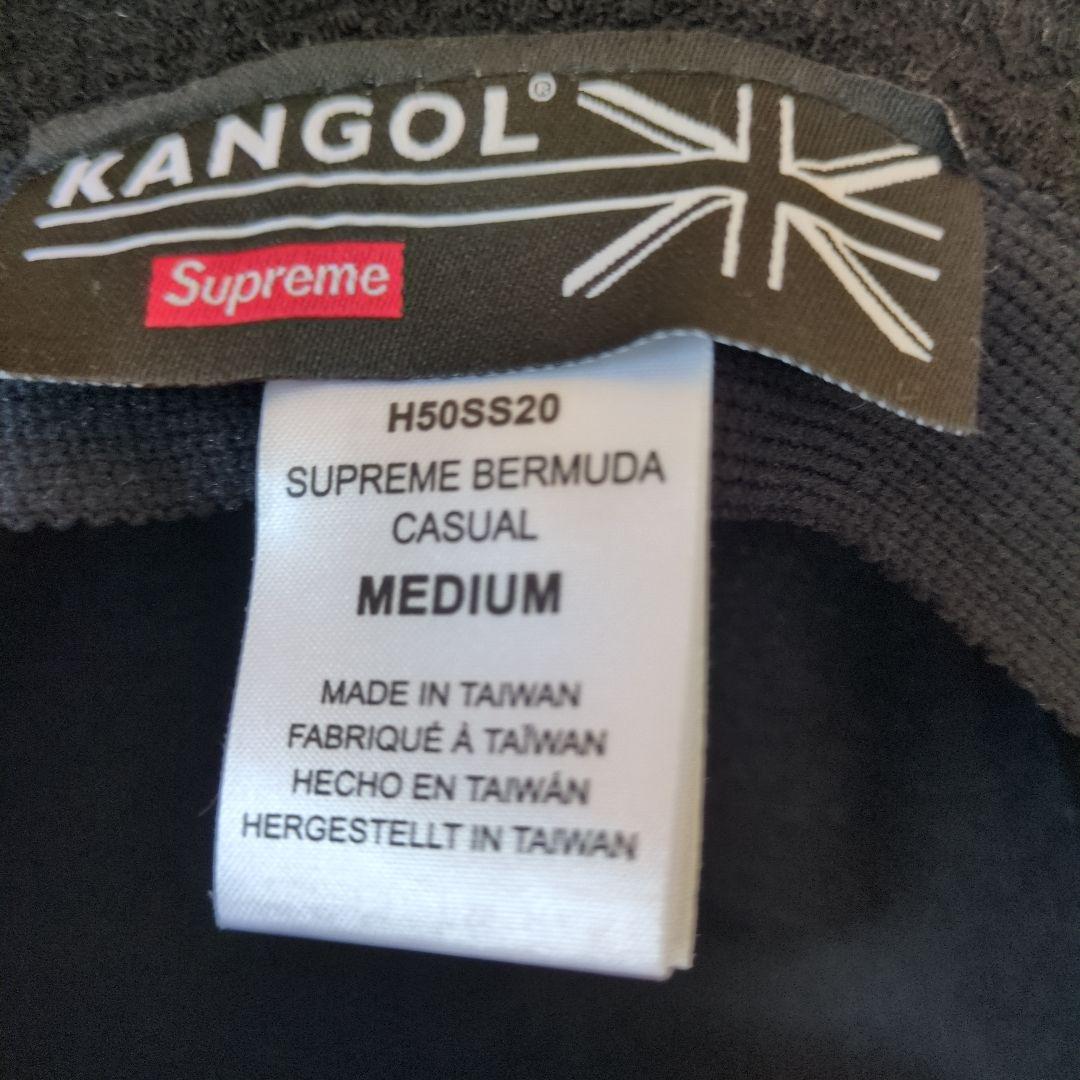 KANGOL®
Supreme
H50SS20
SUPREME BERMUDA
CASUAL
MEDIUM
MADE IN TAIWAN
FABRIQUÉ À TAÏWAN
HECHO EN TAIWÁN
HERGESTELLT IN TAIWAN